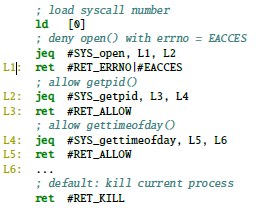 ; load syscall number
ld [0]
; deny open() with errno = EACCES
jeq #SYS_open, L1, L2
L1: ret #RET_ERRNO|#EACCES
; allow getpid()
L2: jeq #SYS_getpid, L3, L4
L3: ret #RET_ALLOW
; allow gettimeofday()
L4: jeq #SYS_gettimeofday, L5, L6
L5: ret #RET_ALLOW
L6: ...
; default: kill current process
ret #RET_KILL